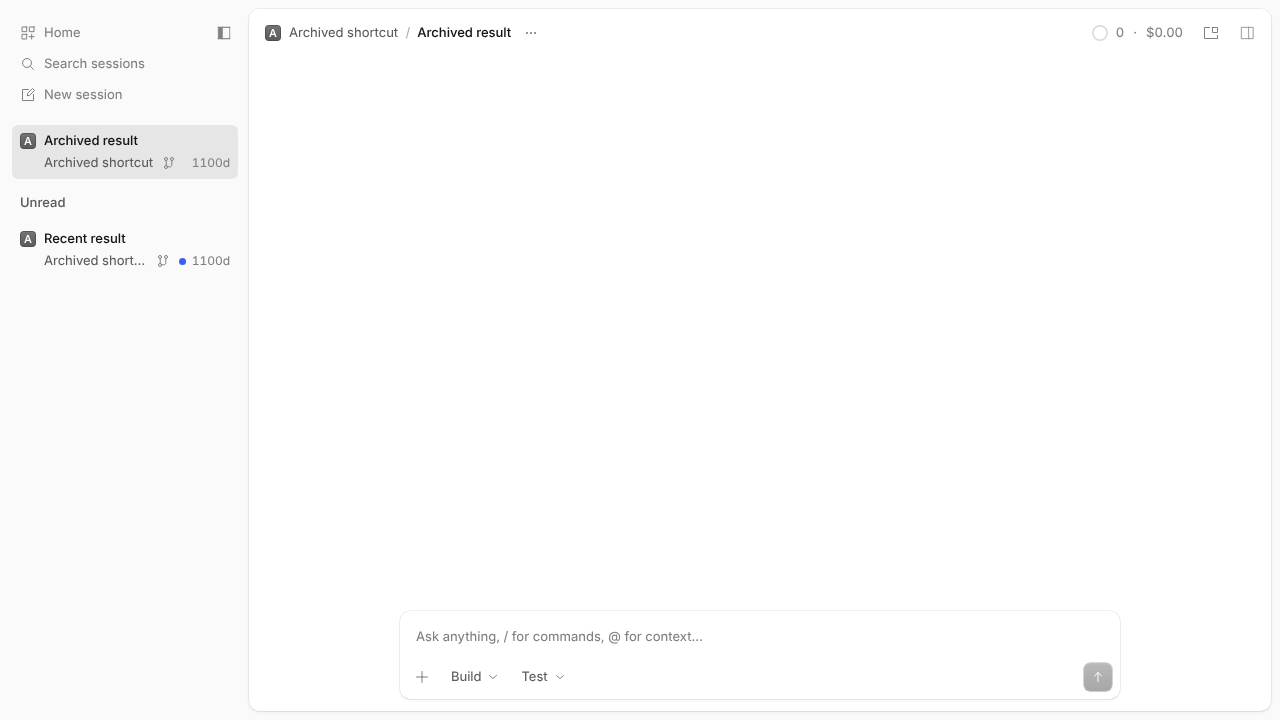 Home
Search sessions
New session
A Archived result
Archived shortcut 1100d
Unread
A Recent result
Archived short... 1100d
A Archived shortcut / Archived result ...
0 · $0.00
Ask anything, / for commands, @ for context...
Build Test